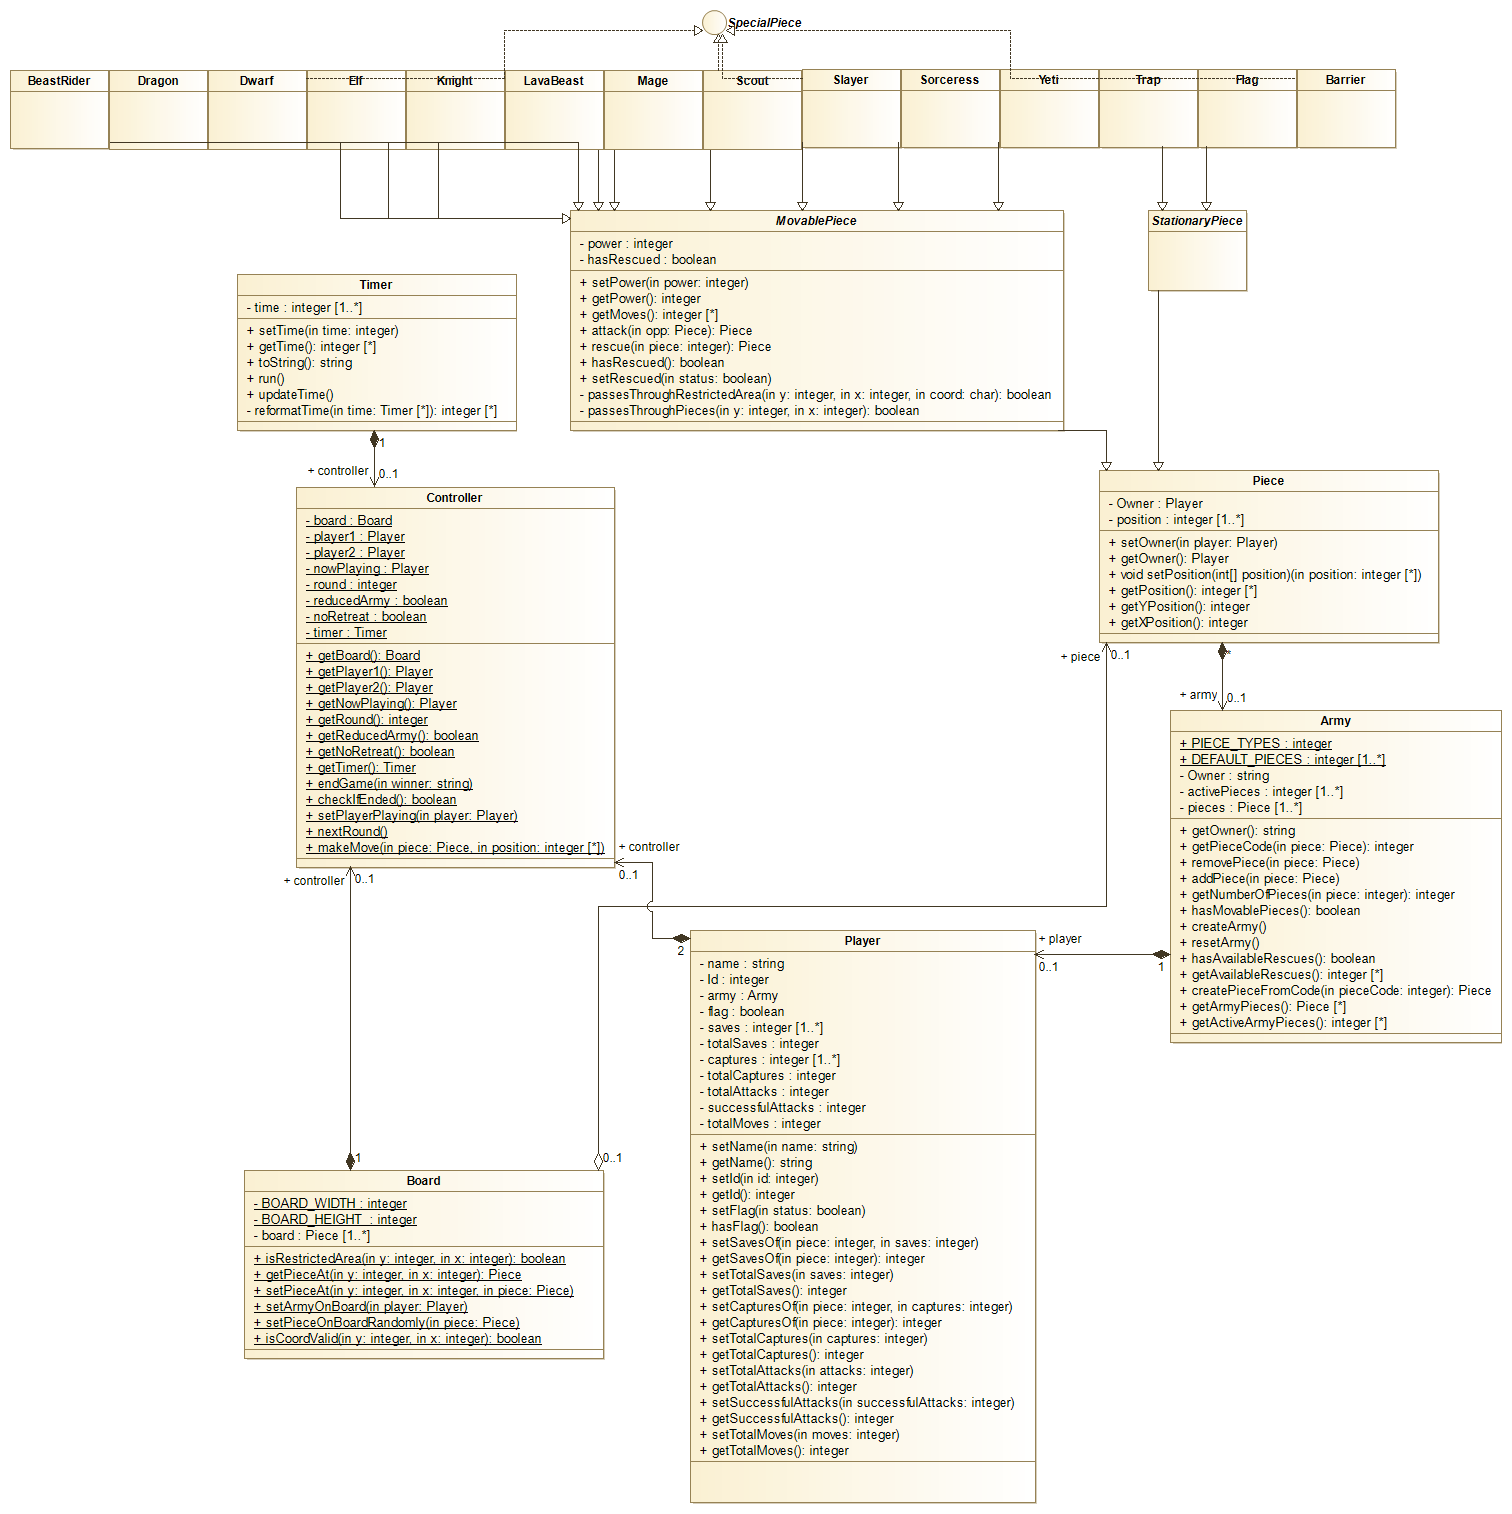 SpecialPiece
BeastRider
Dragon
Dwarf
Elf
Knight
LavaBeast
Mage
Scout
Slayer
Sorceress
Yeti
Trap
Flag
Barrier
MovablePiece
- power : integer
- hasRescued : boolean
+ setPower(in power: integer)
+ getPower(): integer
+ getMoves(): integer [*]
+ attack(in opp: Piece): Piece
+ rescue(in piece: integer): Piece
+ hasRescued(): boolean
+ setRescued(in status: boolean)
- passesThroughRestrictedArea(in y: integer, in x: integer, in coord: char): boolean
- passesThroughPieces(in y: integer, in x: integer): boolean
StationaryPiece
Timer
- time : integer [1..*]
+ setTime(in time: integer)
+ getTime(): integer [*]
+ toString(): string
+ run()
+ updateTime()
- reformatTime(in time: Timer [*]): integer [*]
1
+ controller
0..1
Controller
- board : Board
- player1 : Player
- player2 : Player
- nowPlaying : Player
- round : integer
- reducedArmy : boolean
- noRetreat : boolean
- timer : Timer
+ getBoard(): Board
+ getPlayer1(): Player
+ getPlayer2(): Player
+ getNowPlaying(): Player
+ getRound(): integer
+ getReducedArmy(): boolean
+ getNoRetreat(): boolean
+ getTimer(): Timer
+ endGame(in winner: string)
+ checkIfEnded(): boolean
+ setPlayerPlaying(in player: Player)
+ nextRound()
+ makeMove(in piece: Piece, in position: integer [*])
+ controller
0..1
+ controller
0..1
Piece
- Owner : Player
- position : integer [1..*]
+ setOwner(in player: Player)
+ getOwner(): Player
+ void setPosition(int[] position)(in position: integer [*])
+ getPosition(): integer [*]
+ getYPosition(): integer
+ getXPosition(): integer
+ piece
0..1
*
+ army
0..1
Army
+ PIECE_TYPES : integer
+ DEFAULT_PIECES : integer [1..*]
- Owner : string
- activePieces : integer [1..*]
- pieces : Piece [1..*]
+ getOwner(): string
+ getPieceCode(in piece: Piece): integer
+ removePiece(in piece: Piece)
+ addPiece(in piece: Piece)
+ getNumberOfPieces(in piece: integer): integer
+ hasMovablePieces(): boolean
+ createArmy()
+ resetArmy()
+ hasAvailableRescues(): boolean
+ getAvailableRescues(): integer [*]
+ createPieceFromCode(in pieceCode: integer): Piece
+ getArmyPieces(): Piece [*]
+ getActiveArmyPieces(): integer [*]
+ player
0..1
1
2
Player
- name : string
- Id : integer
- army : Army
- flag : boolean
- saves : integer [1..*]
- totalSaves : integer
- captures : integer [1..*]
- totalCaptures : integer
- totalAttacks : integer
- successfulAttacks : integer
- totalMoves : integer
+ setName(in name: string)
+ getName(): string
+ setId(in id: integer)
+ getId(): integer
+ setFlag(in status: boolean)
+ hasFlag(): boolean
+ setSavesOf(in piece: integer, in saves: integer)
+ getSavesOf(in piece: integer): integer
+ setTotalSaves(in saves: integer)
+ getTotalSaves(): integer
+ setCapturesOf(in piece: integer, in captures: integer)
+ getCapturesOf(in piece: integer): integer
+ setTotalCaptures(in captures: integer)
+ getTotalCaptures(): integer
+ setTotalAttacks(in attacks: integer)
+ getTotalAttacks(): integer
+ setSuccessfulAttacks(in successfulAttacks: integer)
+ getSuccessfulAttacks(): integer
+ setTotalMoves(in moves: integer)
+ getTotalMoves(): integer
1
0..1
Board
- BOARD_WIDTH : integer
- BOARD_HEIGHT : integer
- board : Piece [1..*]
+ isRestrictedArea(in y: integer, in x: integer): boolean
+ getPieceAt(in y: integer, in x: integer): Piece
+ setPieceAt(in y: integer, in x: integer, in piece: Piece)
+ setArmyOnBoard(in player: Player)
+ setPieceOnBoardRandomly(in piece: Piece)
+ isCoordValid(in y: integer, in x: integer): boolean